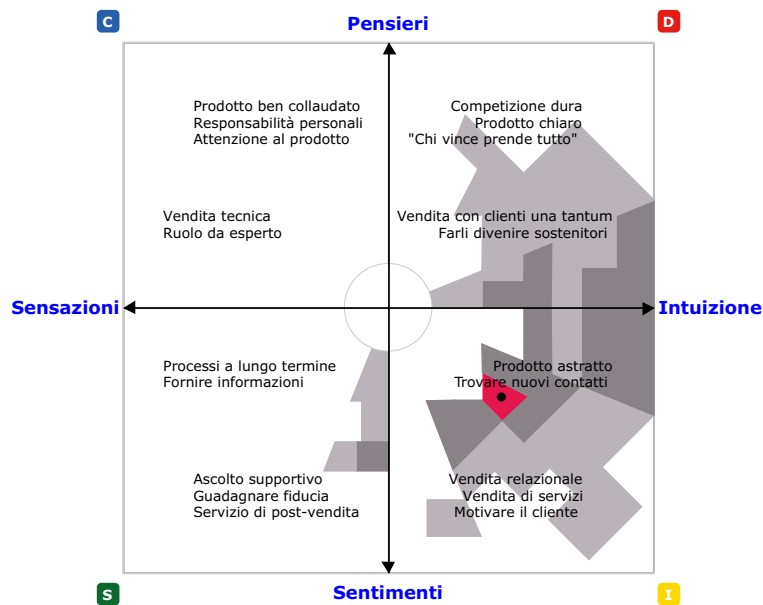 C
Pensieri
D
Prodotto ben collaudato
Responsabilità personali
Attenzione al prodotto
Competizione dura
Prodotto chiaro
"Chi vince prende tutto"
Vendita tecnica
Ruolo da esperto
Vendita con clienti una tantum
Farli divenire sostenitori
Sensazioni
Intuizione
Processi a lungo termine
Fornire informazioni
Prodotto astratto
Trovare nuovi contatti
Ascolto supportivo
Guadagnare fiducia
Servizio di post-vendita
Vendita relazionale
Vendita di servizi
Motivare il cliente
S
Sentimenti
I